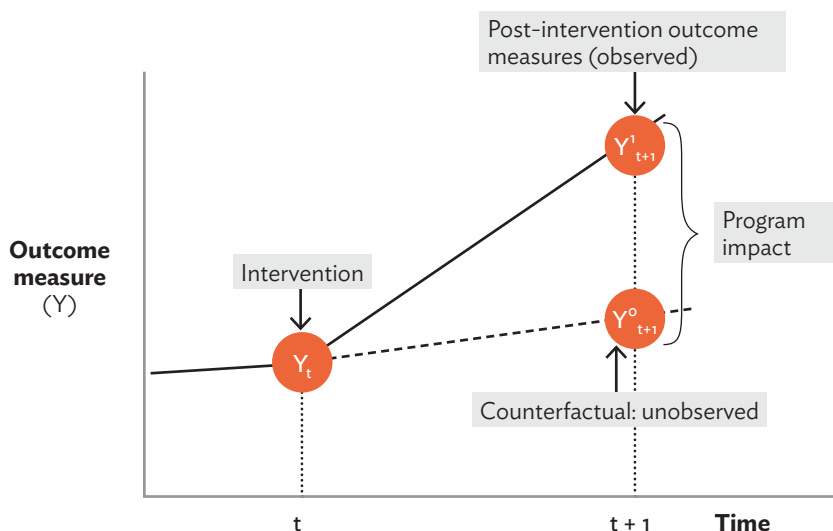 Post-intervention outcome
measures (observed)
Y¹t+1
Outcome
measure
(Y)
Intervention
Program
impact
Yt
Y⁰t+1
Counterfactual: unobserved
t
t + 1
Time